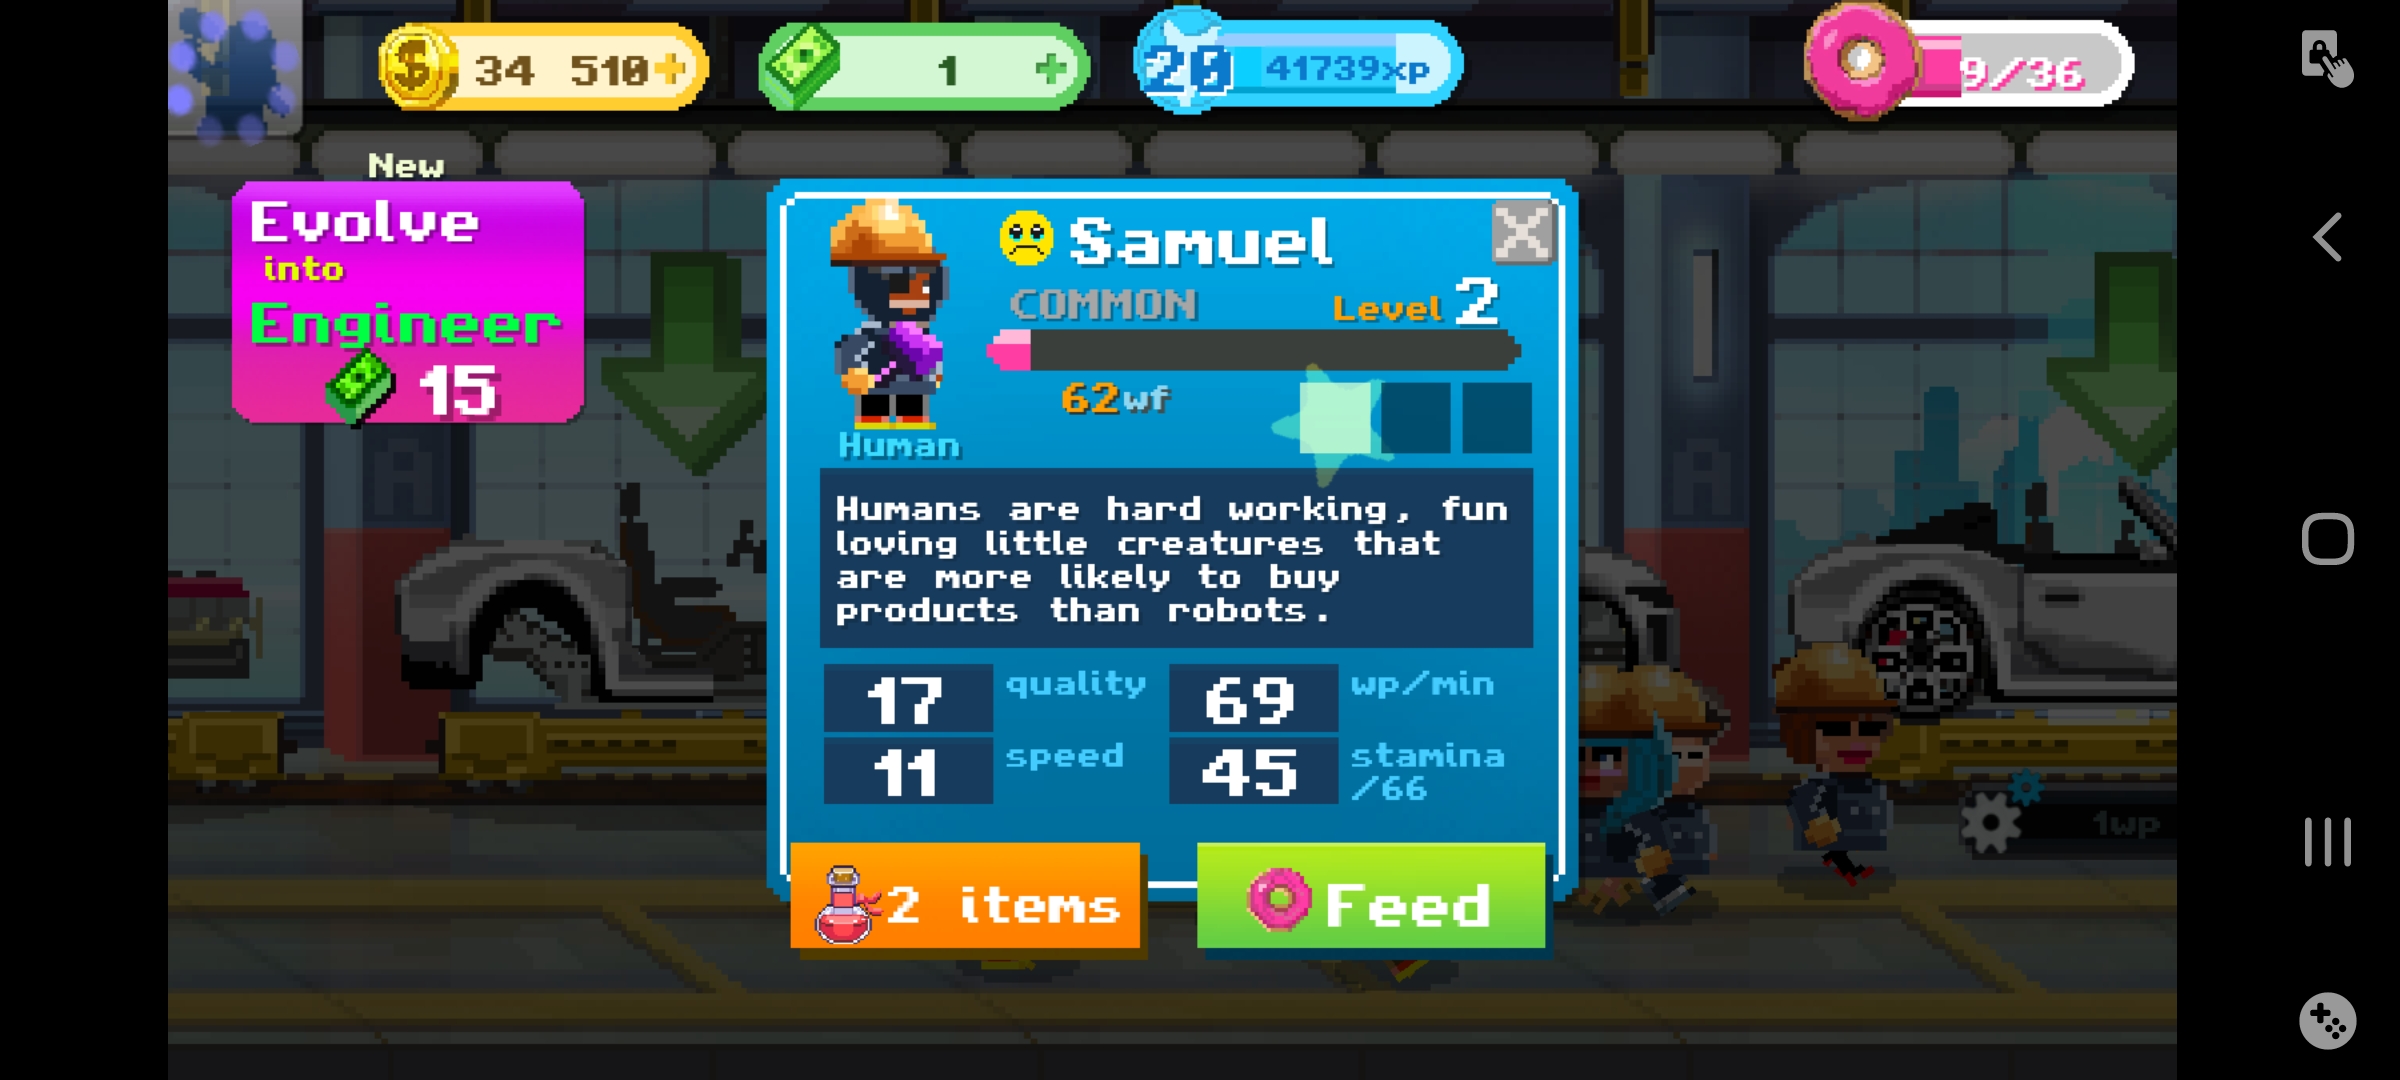 34 510
1
20 41739xp
9/36
New
Evolve
into
Engineer
15
Samuel
COMMON
Level 2
62wf
Human
Humans are hard working, fun
loving little creatures that
are more likely to buy
products than robots.
17 quality
69 wp/min
11 speed
45 stamina
/66
2 items
Feed
1wp
A
A